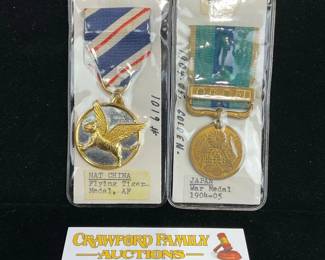 1019#
NAT CHINA
Flying Tiger
Medal, AF
JAPAN
War Medal
1904-05
CRAWFORD FAMILY
AUCTIONS